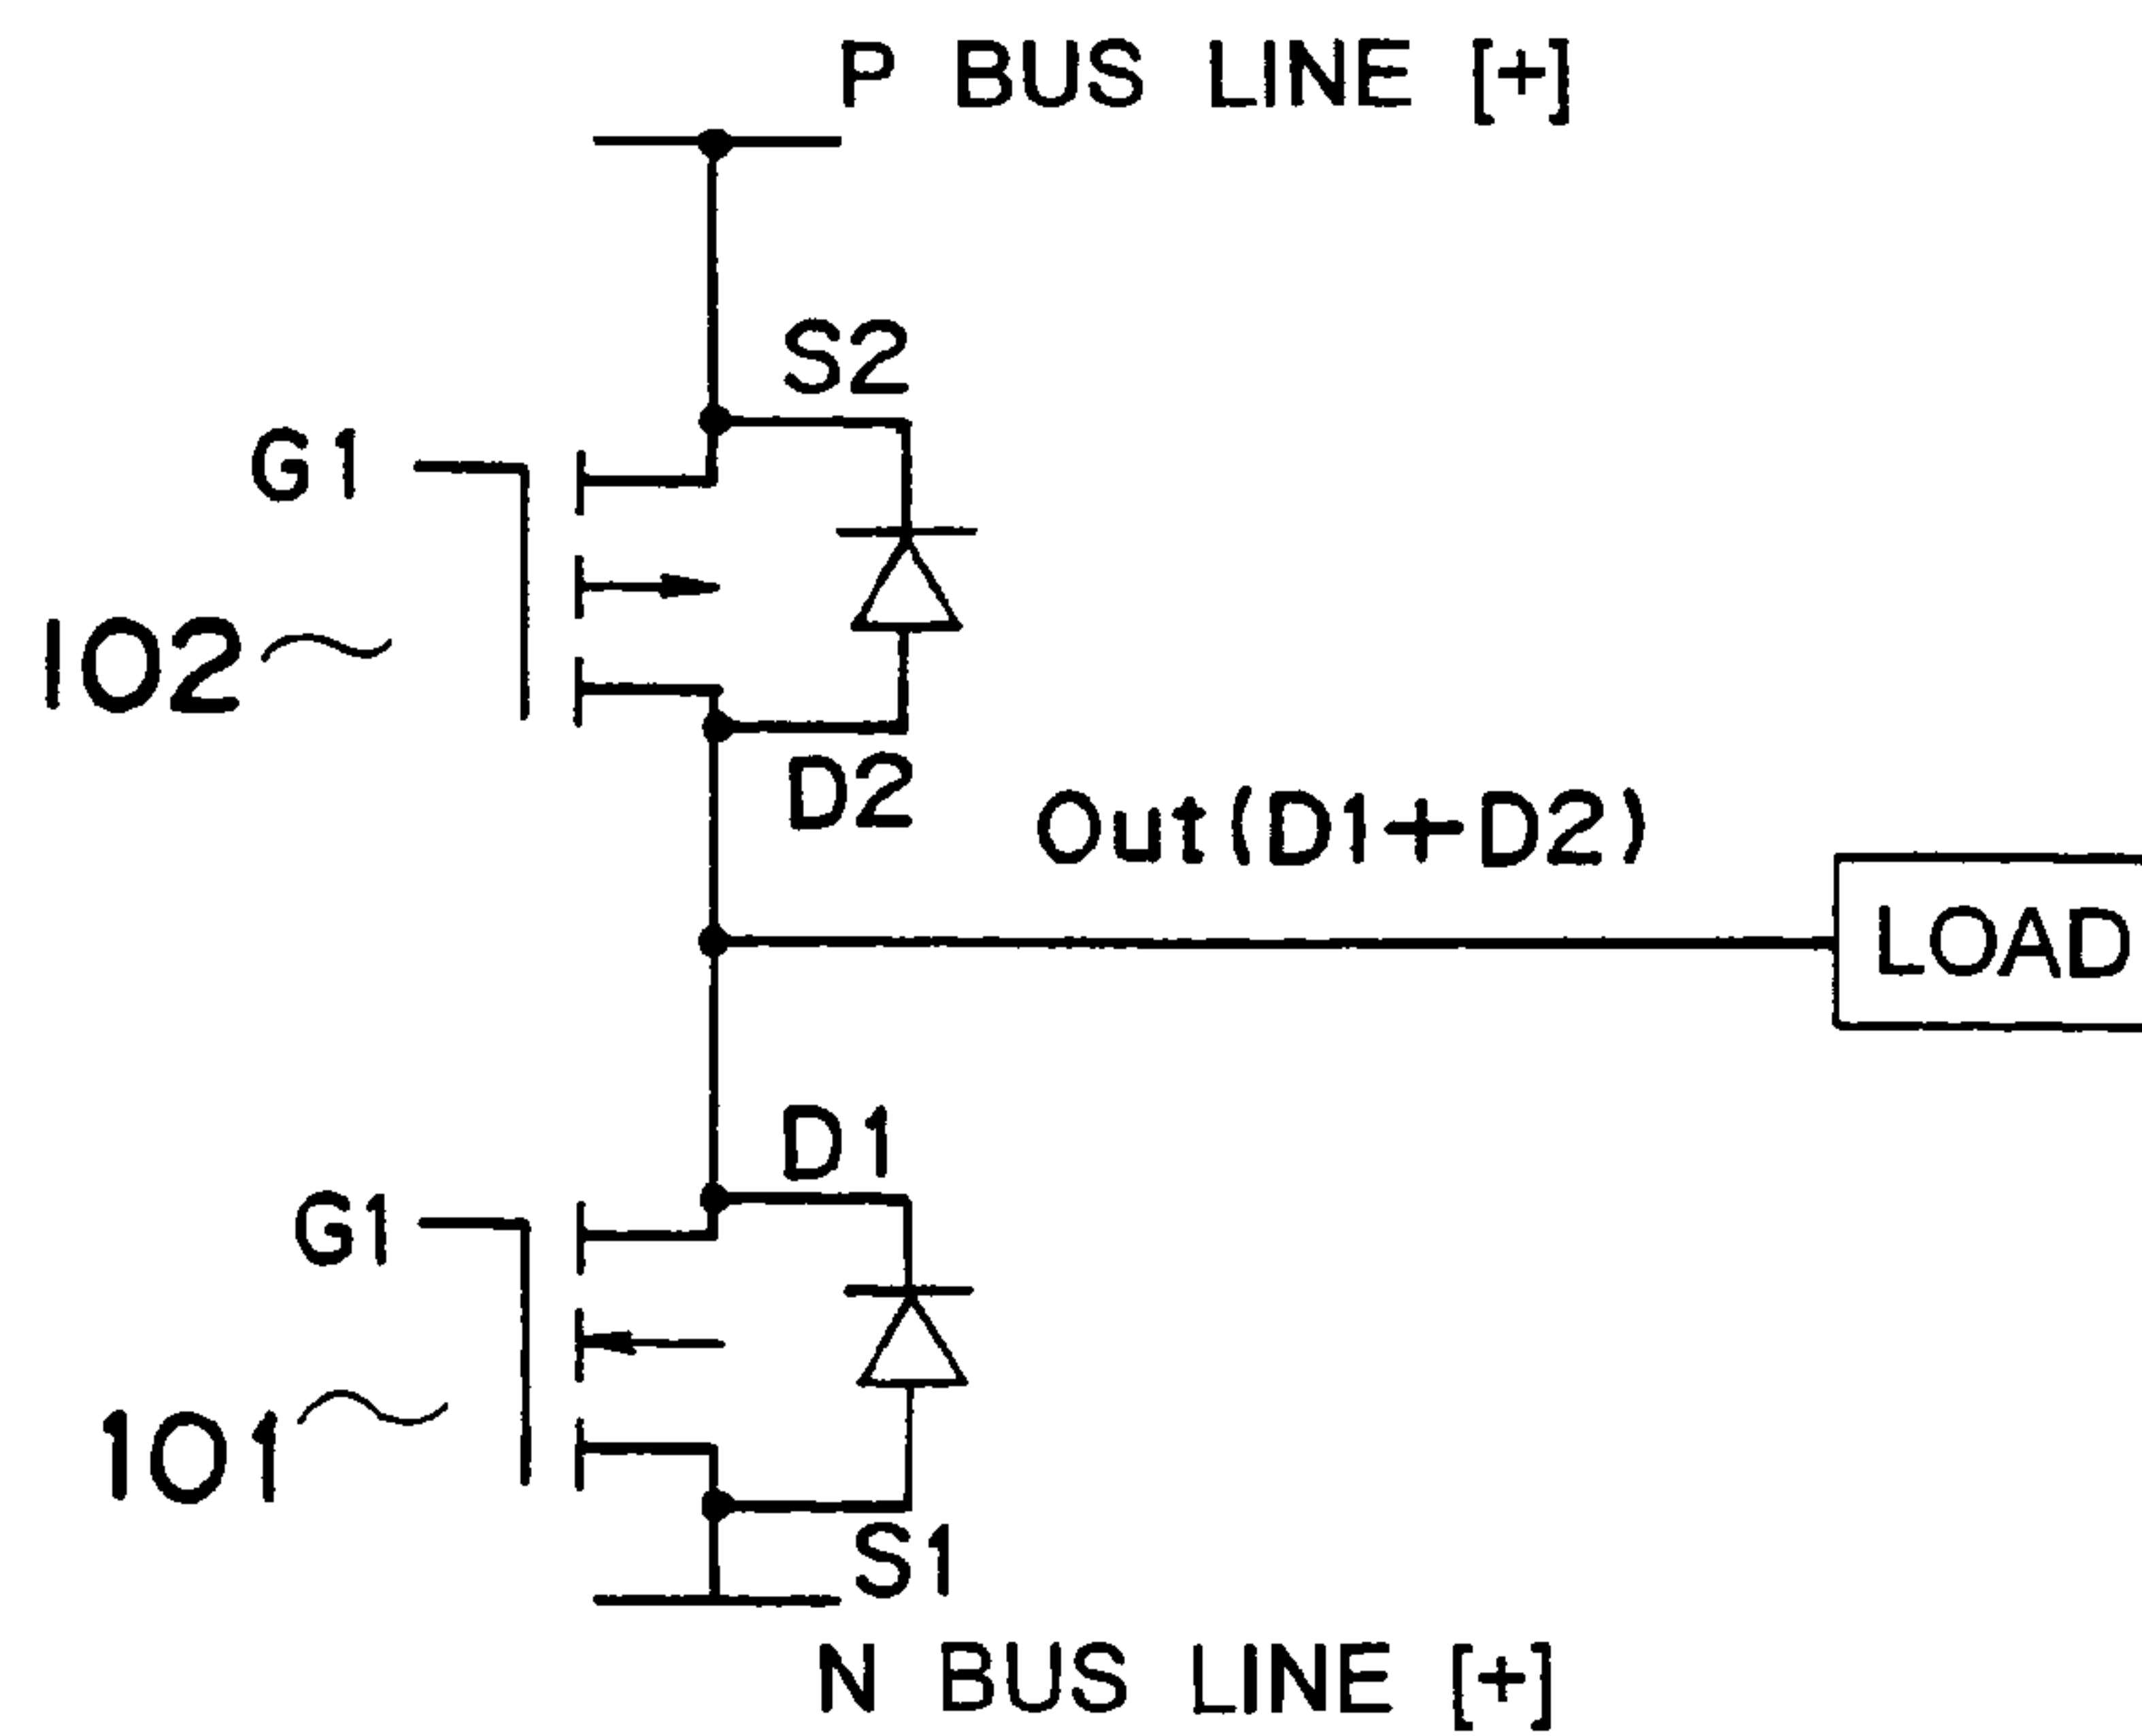 P BUS LINE [+]
S2
G1
102
D2
Out(D1+D2)
LOAD
D1
G1
101
S1
N BUS LINE [+]